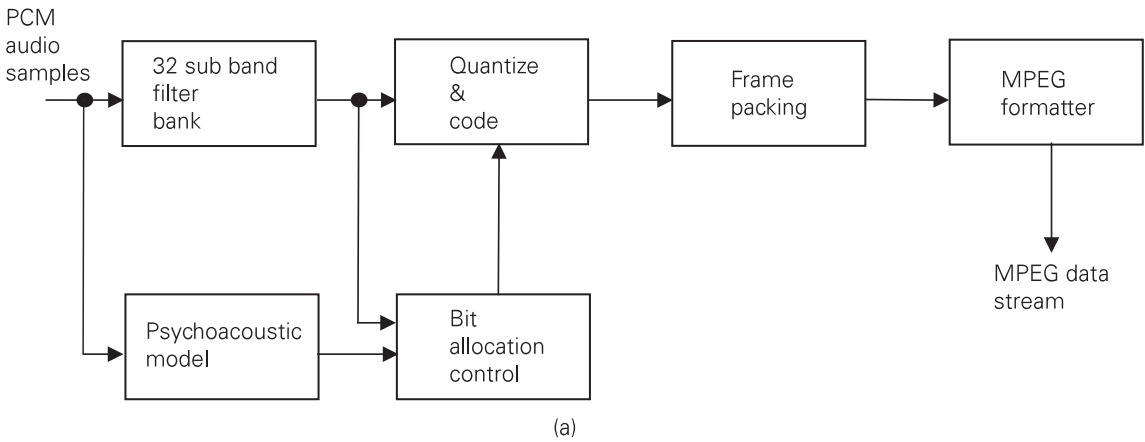 PCM
audio
samples
32 sub band
filter
bank
Quantize
&
code
Frame
packing
MPEG
formatter
MPEG data
stream
Psychoacoustic
model
Bit
allocation
control
(a)